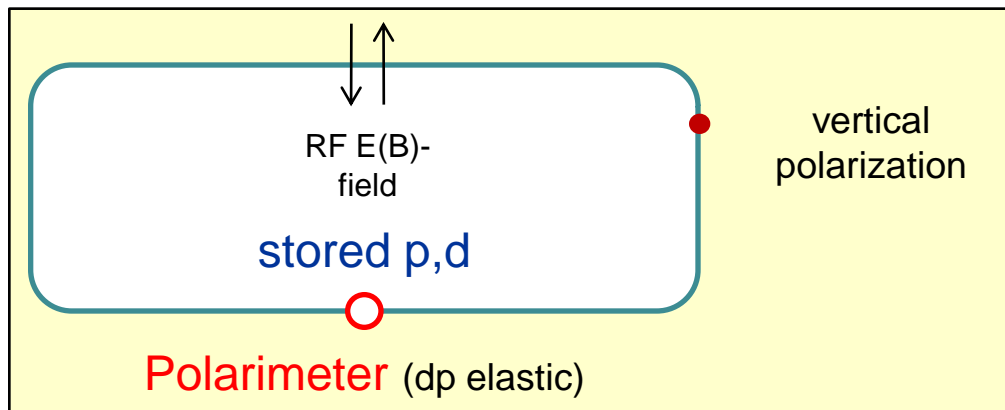 RF E(B)-
field
vertical
polarization
stored p,d
Polarimeter (dp elastic)